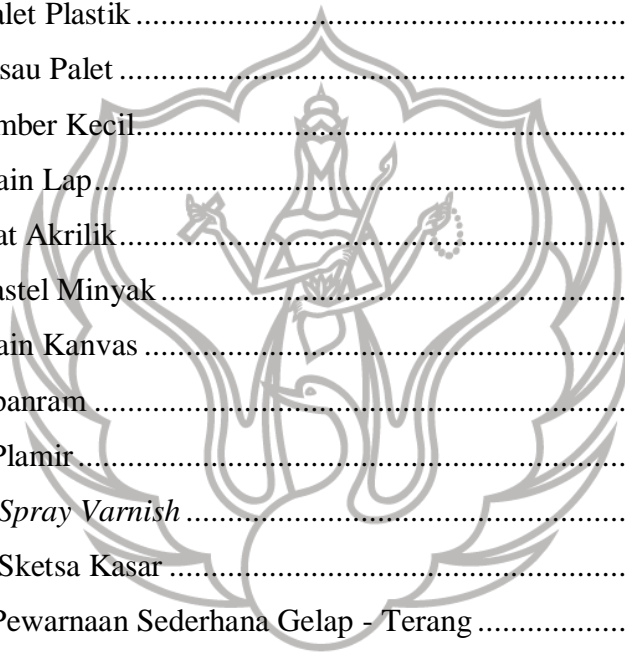 alet Plastik ...............................................................
sau Palet .................................................................
mber Kecil ...............................................................
ain Lap ....................................................................
at Akrilik .................................................................
astel Minyak ............................................................
ain Kanvas ..............................................................
panram ....................................................................
Plamir ......................................................................
Spray Varnish ..........................................................
Sketsa Kasar ............................................................
Pewarnaan Sederhana Gelap - Terang ...................